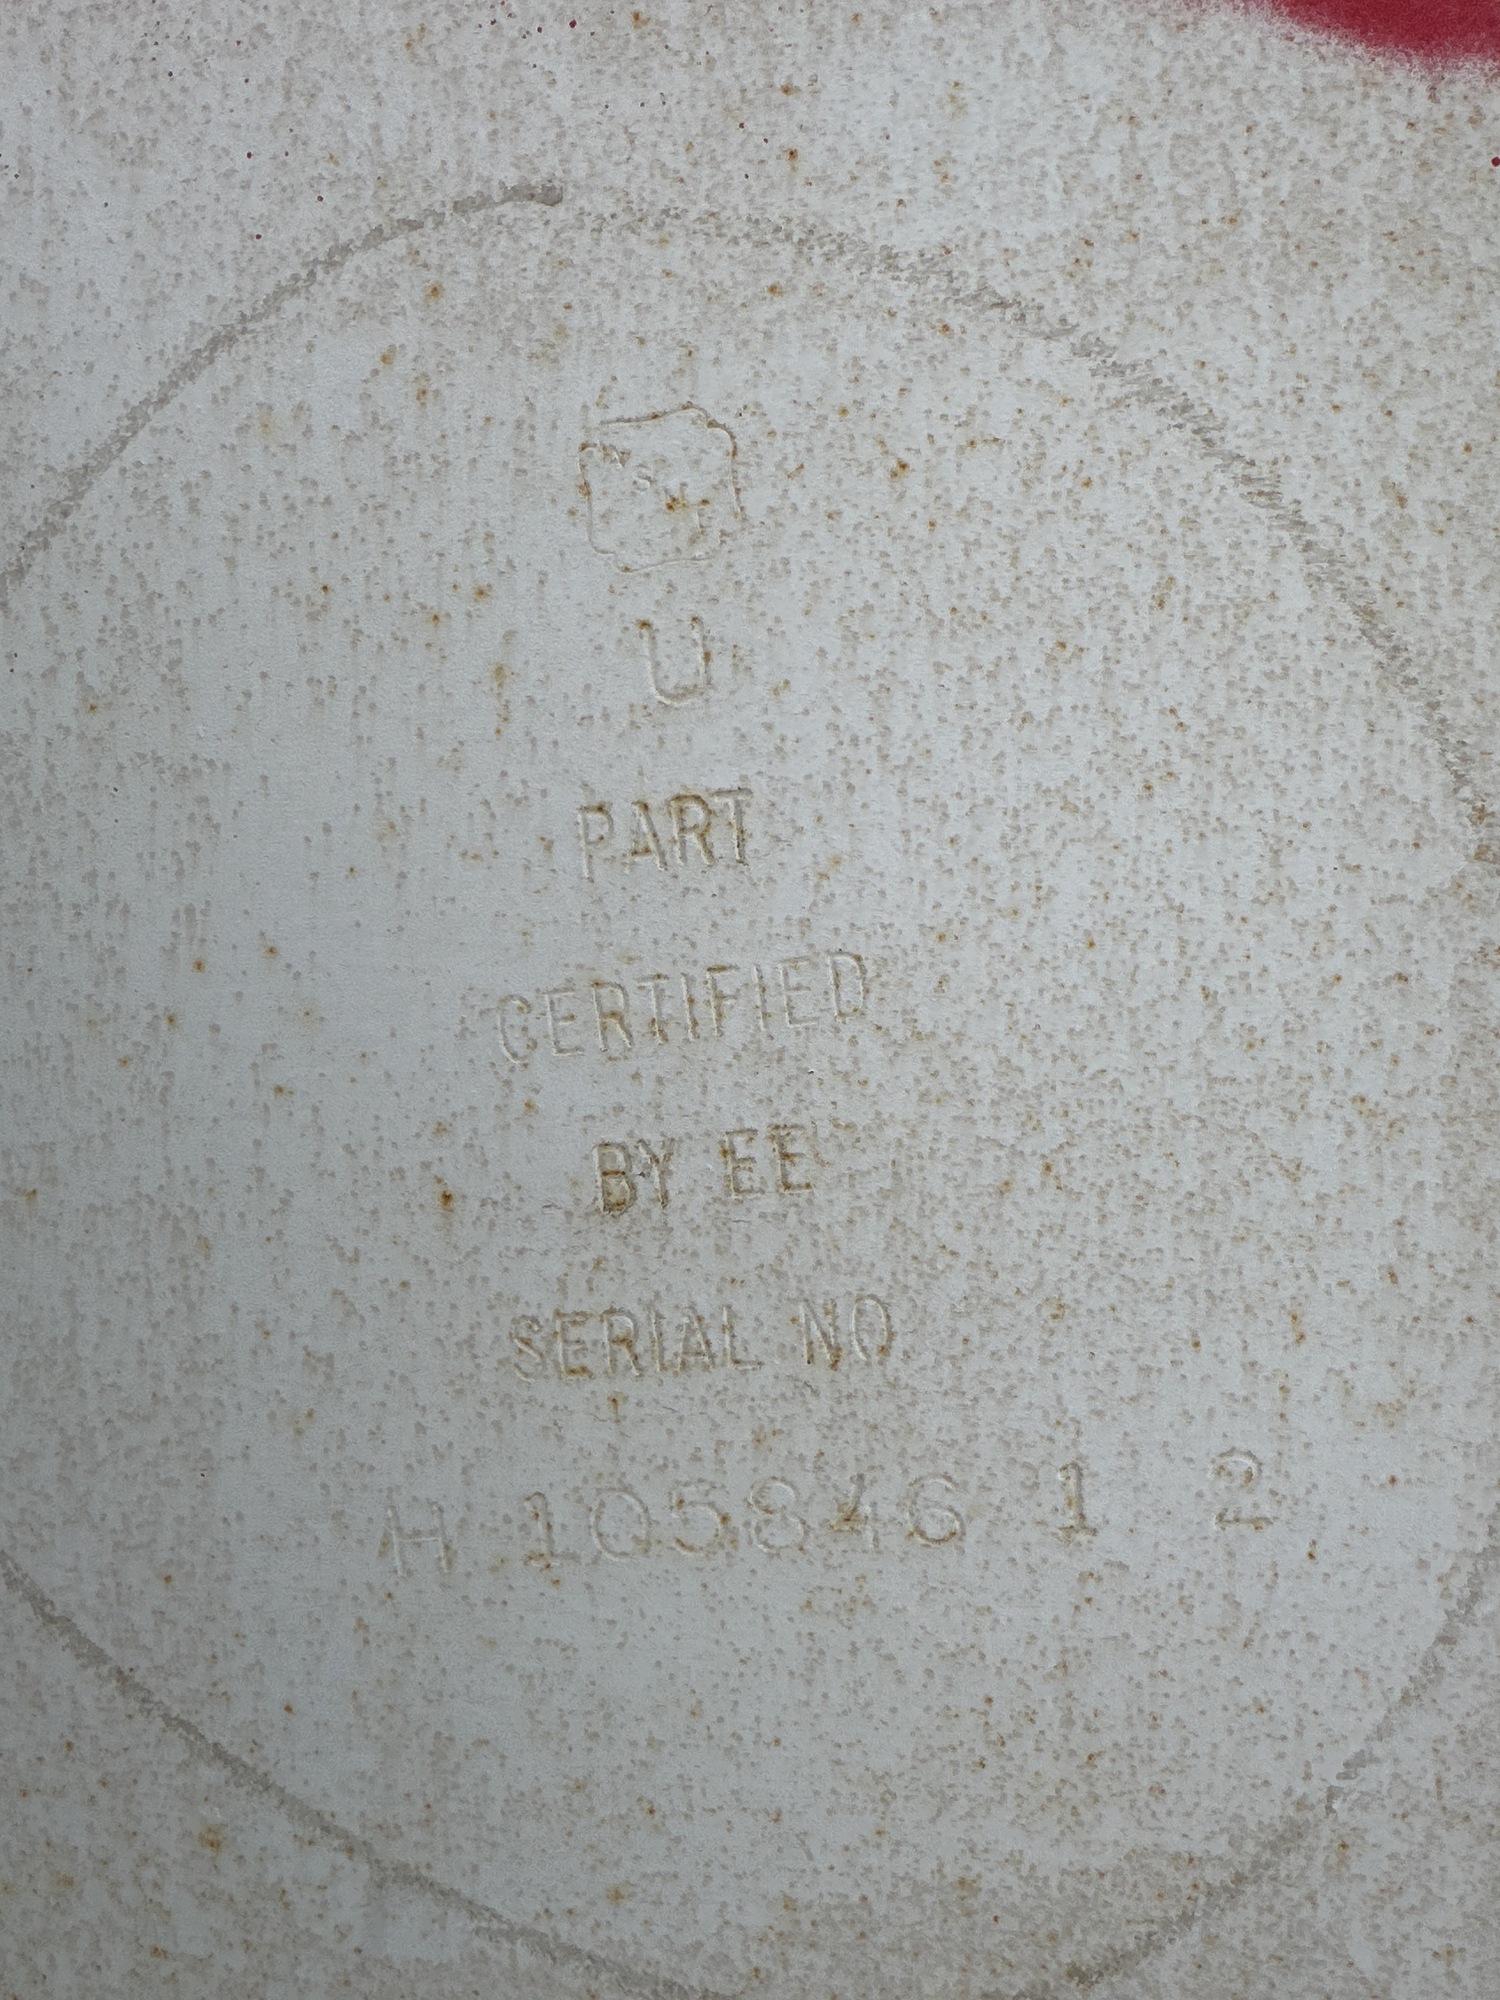 U
PART
CERTIFIED
BY EE
SERIAL NO
H 105846 1 2